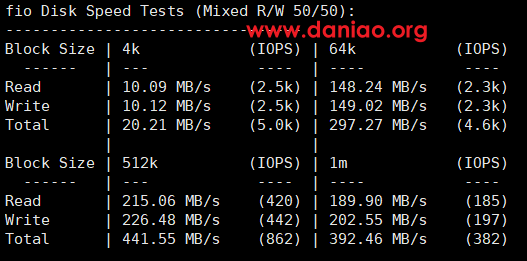 fio Disk Speed Tests (Mixed R/W 50/50):
www.daniao.org
---------------------------------
Block Size | 4k            (IOPS) | 64k           (IOPS)
  ------   | ---            ----  | ----           ----
Read       | 10.09 MB/s    (2.5k) | 148.24 MB/s   (2.3k)
Write      | 10.12 MB/s    (2.5k) | 149.02 MB/s   (2.3k)
Total      | 20.21 MB/s    (5.0k) | 297.27 MB/s   (4.6k)
           |                      |
Block Size | 512k          (IOPS) | 1m            (IOPS)
  ------   | ---            ----  | ---            ----
Read       | 215.06 MB/s    (420) | 189.90 MB/s    (185)
Write      | 226.48 MB/s    (442) | 202.55 MB/s    (197)
Total      | 441.55 MB/s    (862) | 392.46 MB/s    (382)